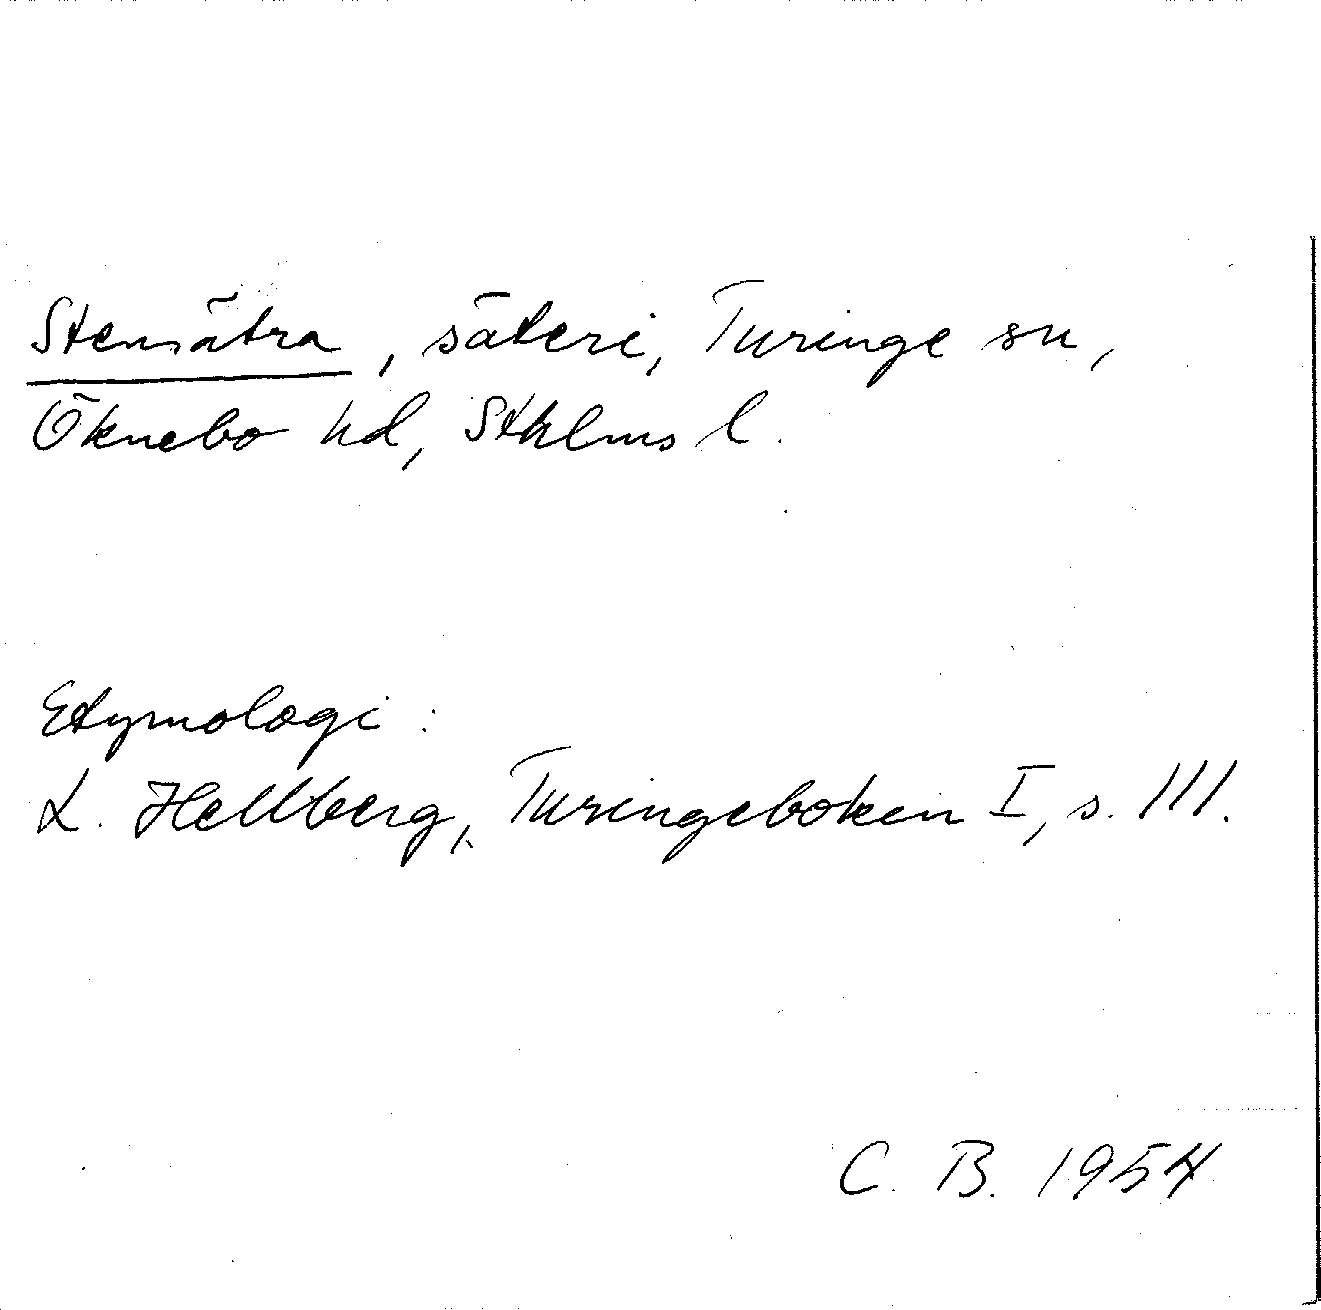 Stensätra, säteri, Turinge sn,
Öknebo hd, Sthlms l.
Etymologi:
L. Hellberg, Turingeboken I, s. 111.
C. B. 1954